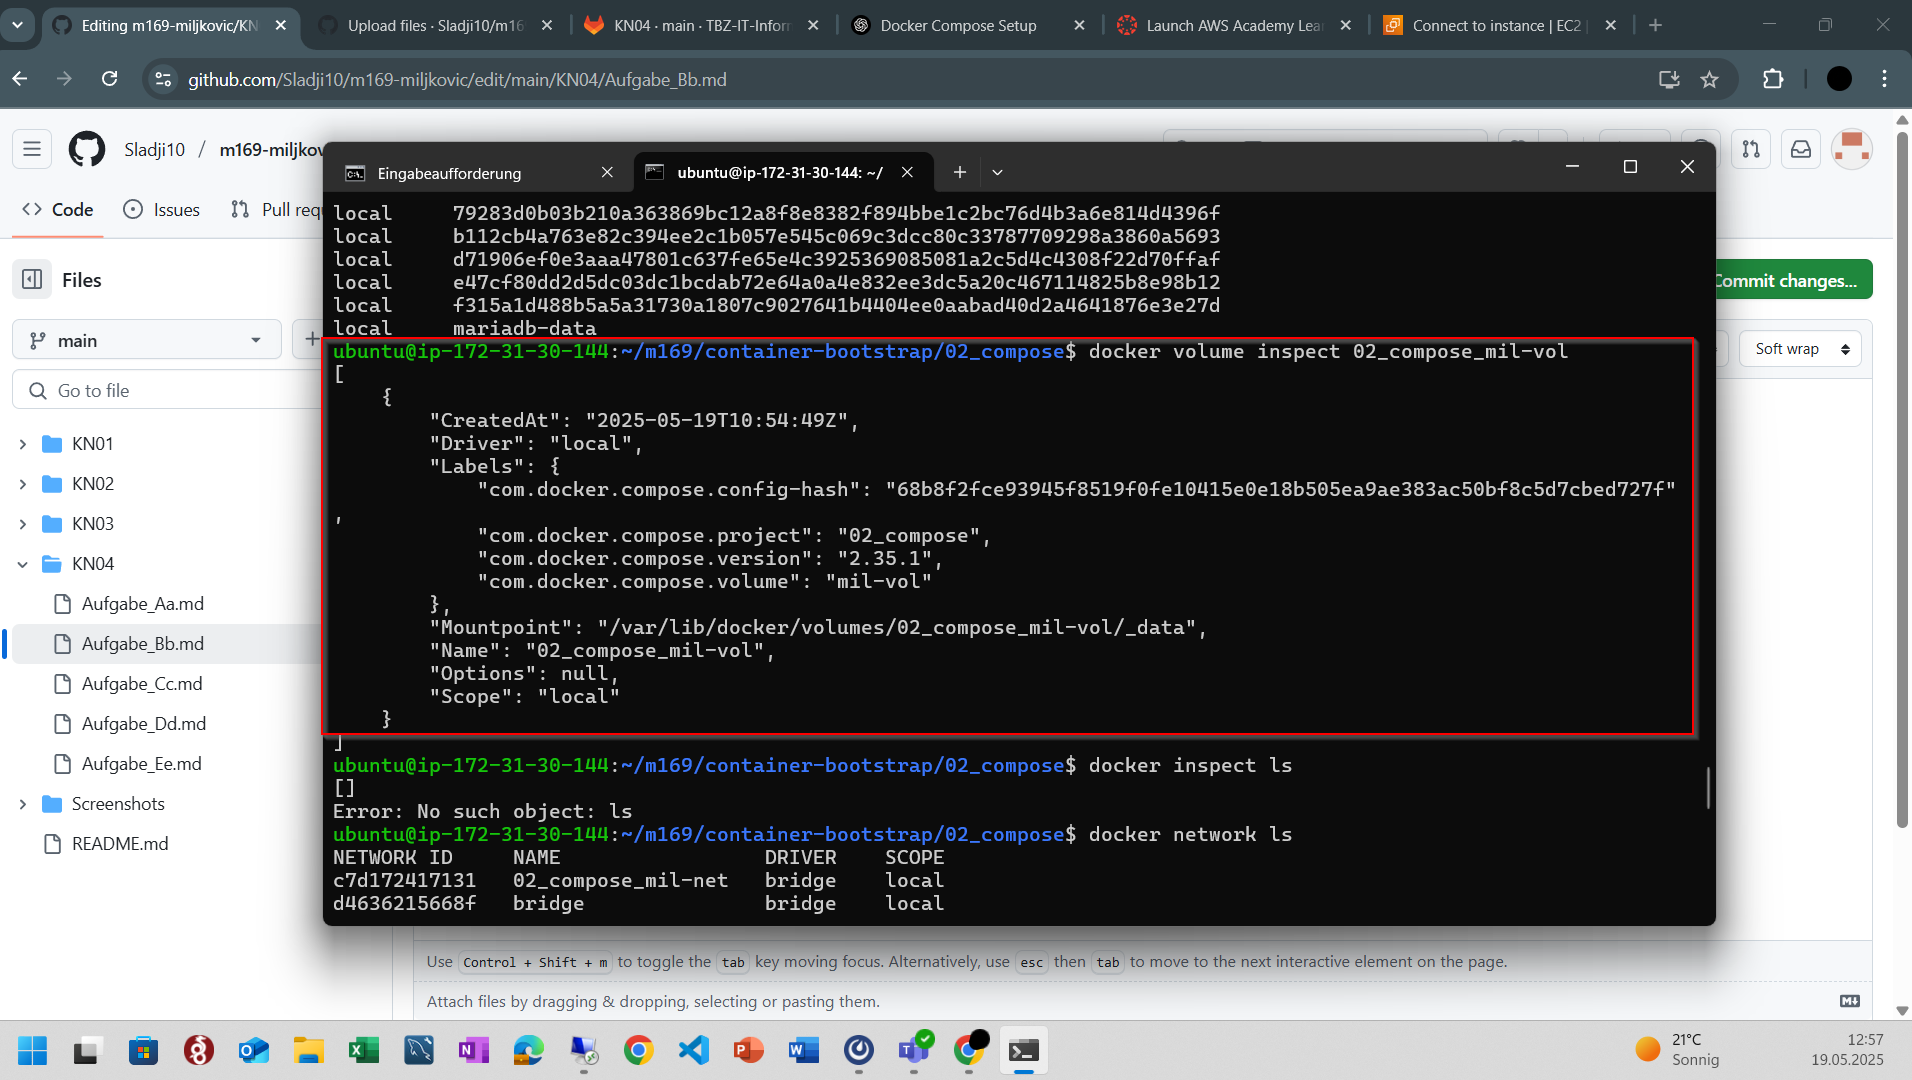 Editing m169-miljkovic/KN
Upload files · Sladji10/m16
KN04 · main · TBZ-IT-Inforn
Docker Compose Setup
Launch AWS Academy Lear
Connect to instance | EC2 |
github.com/Sladji10/m169-miljkovic/edit/main/KN04/Aufgabe_Bb.md
Sladji10 / m169-miljkov
Code
Issues
Pull requ
Files
main
Go to file
KN01
KN02
KN03
KN04
Aufgabe_Aa.md
Aufgabe_Bb.md
Aufgabe_Cc.md
Aufgabe_Dd.md
Aufgabe_Ee.md
Screenshots
README.md
Commit changes...
Soft wrap
Eingabeaufforderung
ubuntu@ip-172-31-30-144: ~/
local     79283d0b03b210a363869bc12a8f8e8382f894bbe1c2bc76d4b3a6e814d4396f
local     b112cb4a763e82c394ee2c1b057e545c069c3dcc80c33787709298a3860a5693
local     d71906ef0e3aaa47801c637fe65e4c3925369085081a2c5d4c4308f22d70ffaf
local     e47cf80dd2d5dc03dc1bcdab72e64a0a4e832ee3dc5a20c467114825b8e98b12
local     f315a1d488b5a5a31730a1807c9027641b4404ee0aabad40d2a4641876e3e27d
local     mariadb-data
ubuntu@ip-172-31-30-144:~/m169/container-bootstrap/02_compose$ docker volume inspect 02_compose_mil-vol
[
    {
        "CreatedAt": "2025-05-19T10:54:49Z",
        "Driver": "local",
        "Labels": {
            "com.docker.compose.config-hash": "68b8f2fce93945f8519f0fe10415e0e18b505ea9ae383ac50bf8c5d7cbed727f"
,
            "com.docker.compose.project": "02_compose",
            "com.docker.compose.version": "2.35.1",
            "com.docker.compose.volume": "mil-vol"
        },
        "Mountpoint": "/var/lib/docker/volumes/02_compose_mil-vol/_data",
        "Name": "02_compose_mil-vol",
        "Options": null,
        "Scope": "local"
    }
]
ubuntu@ip-172-31-30-144:~/m169/container-bootstrap/02_compose$ docker inspect ls
[]
Error: No such object: ls
ubuntu@ip-172-31-30-144:~/m169/container-bootstrap/02_compose$ docker network ls
NETWORK ID     NAME                 DRIVER    SCOPE
c7d172417131   02_compose_mil-net   bridge    local
d4636215668f   bridge               bridge    local
Use Control + Shift + m to toggle the tab key moving focus. Alternatively, use esc then tab to move to the next interactive element on the page.
Attach files by dragging & dropping, selecting or pasting them.
21°C
Sonnig
12:57
19.05.2025